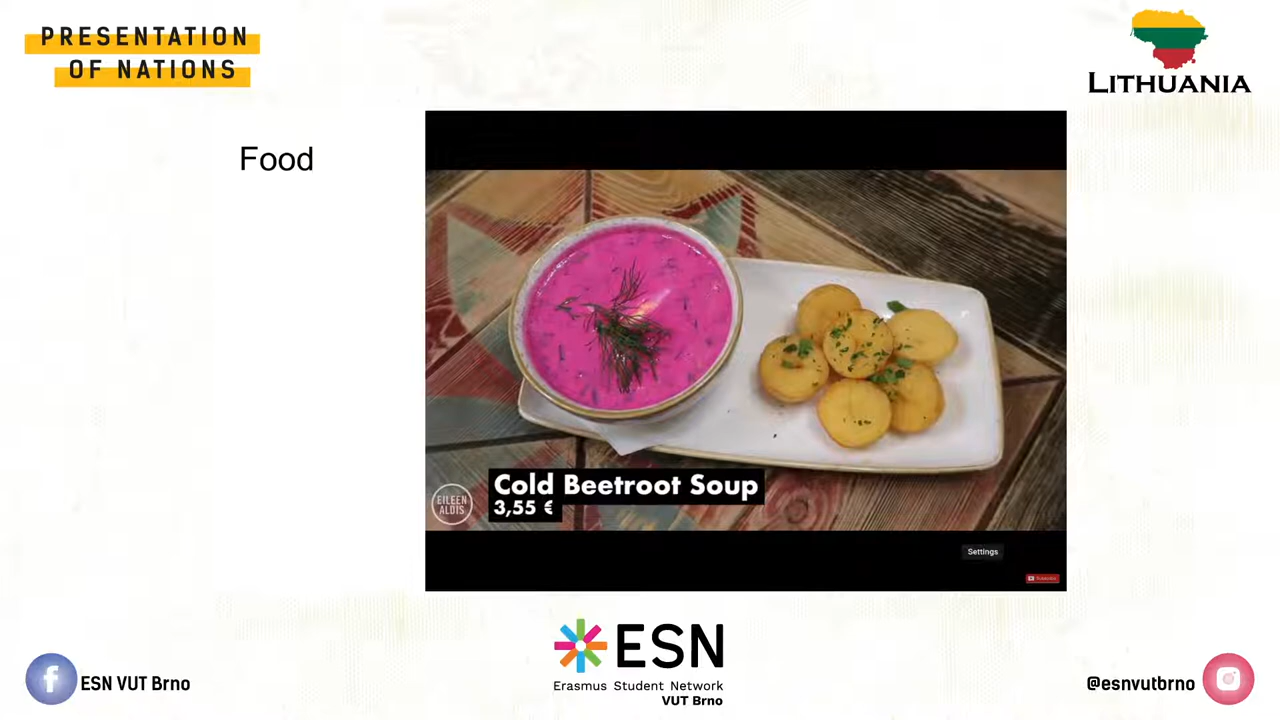 PRESENTATION
OF NATIONS
LITHUANIA
Food
Cold Beetroot Soup
3,55 €
EILEEN
ALDIS
Settings
ESN
Erasmus Student Network
VUT Brno
f
ESN VUT Brno
@esnvutbrno